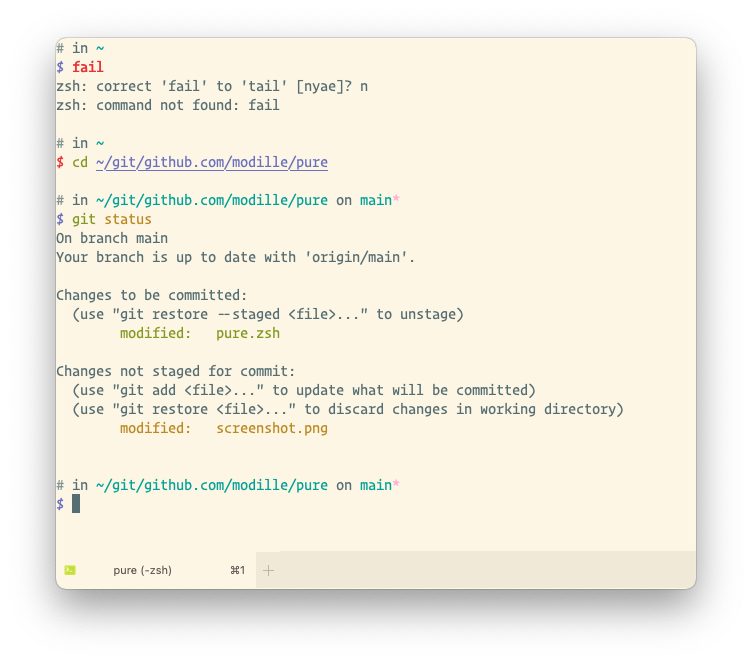 # in ~
$ fail
zsh: correct 'fail' to 'tail' [nyae]? n
zsh: command not found: fail
# in ~
$ cd ~/git/github.com/modille/pure
# in ~/git/github.com/modille/pure on main*
$ git status
On branch main
Your branch is up to date with 'origin/main'.
Changes to be committed:
(use "git restore --staged <file>..." to unstage)
modified:   pure.zsh
Changes not staged for commit:
(use "git add <file>..." to update what will be committed)
(use "git restore <file>..." to discard changes in working directory)
modified:   screenshot.png
# in ~/git/github.com/modille/pure on main*
$
pure (-zsh) ⌘1 +